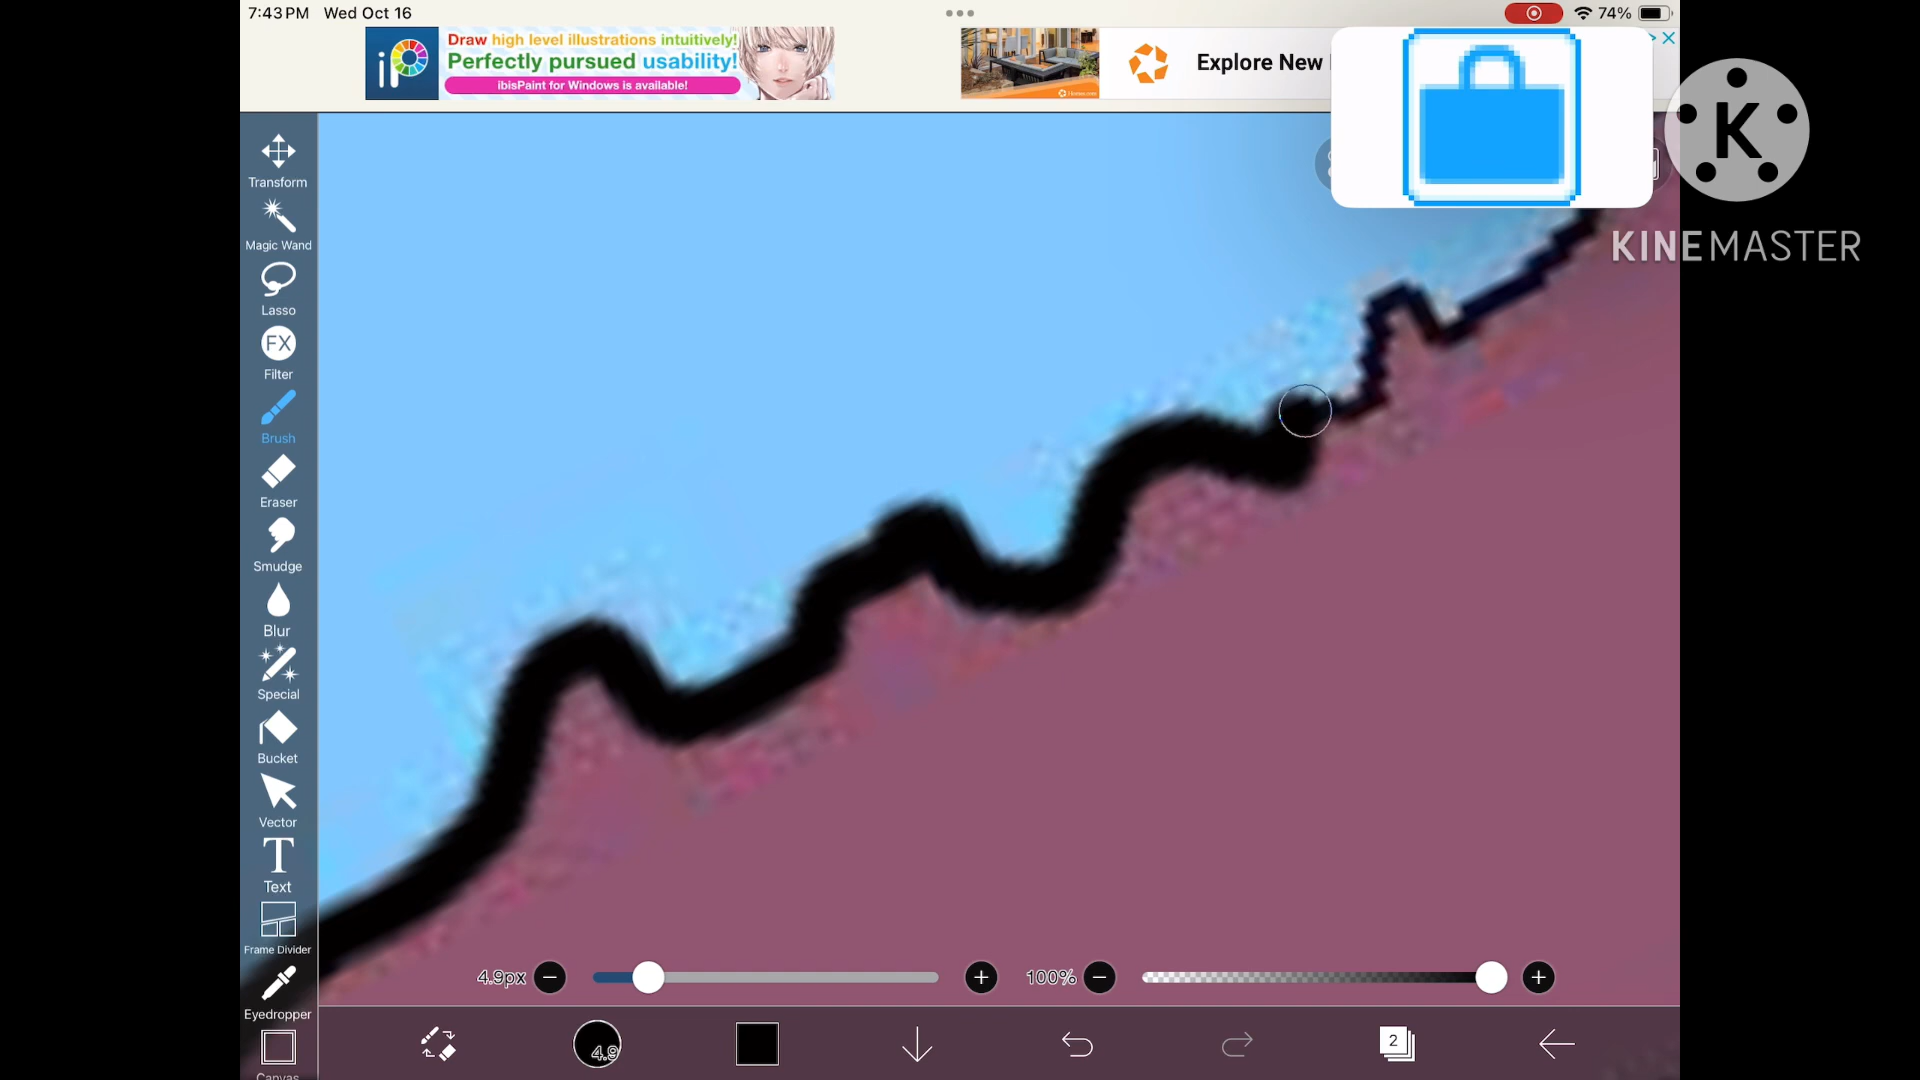 7:43 PM Wed Oct 16
74%
Draw high level illustrations intuitively!
Perfectly pursued usability!
ibisPaint for Windows is available!
Explore New
K
KINEMASTER
Transform
Magic Wand
Lasso
FX
Filter
Brush
Eraser
Smudge
Blur
Special
Bucket
Vector
T
Text
Frame Divider
Eyedropper
Canvas
4.9px
100%
4.9
2